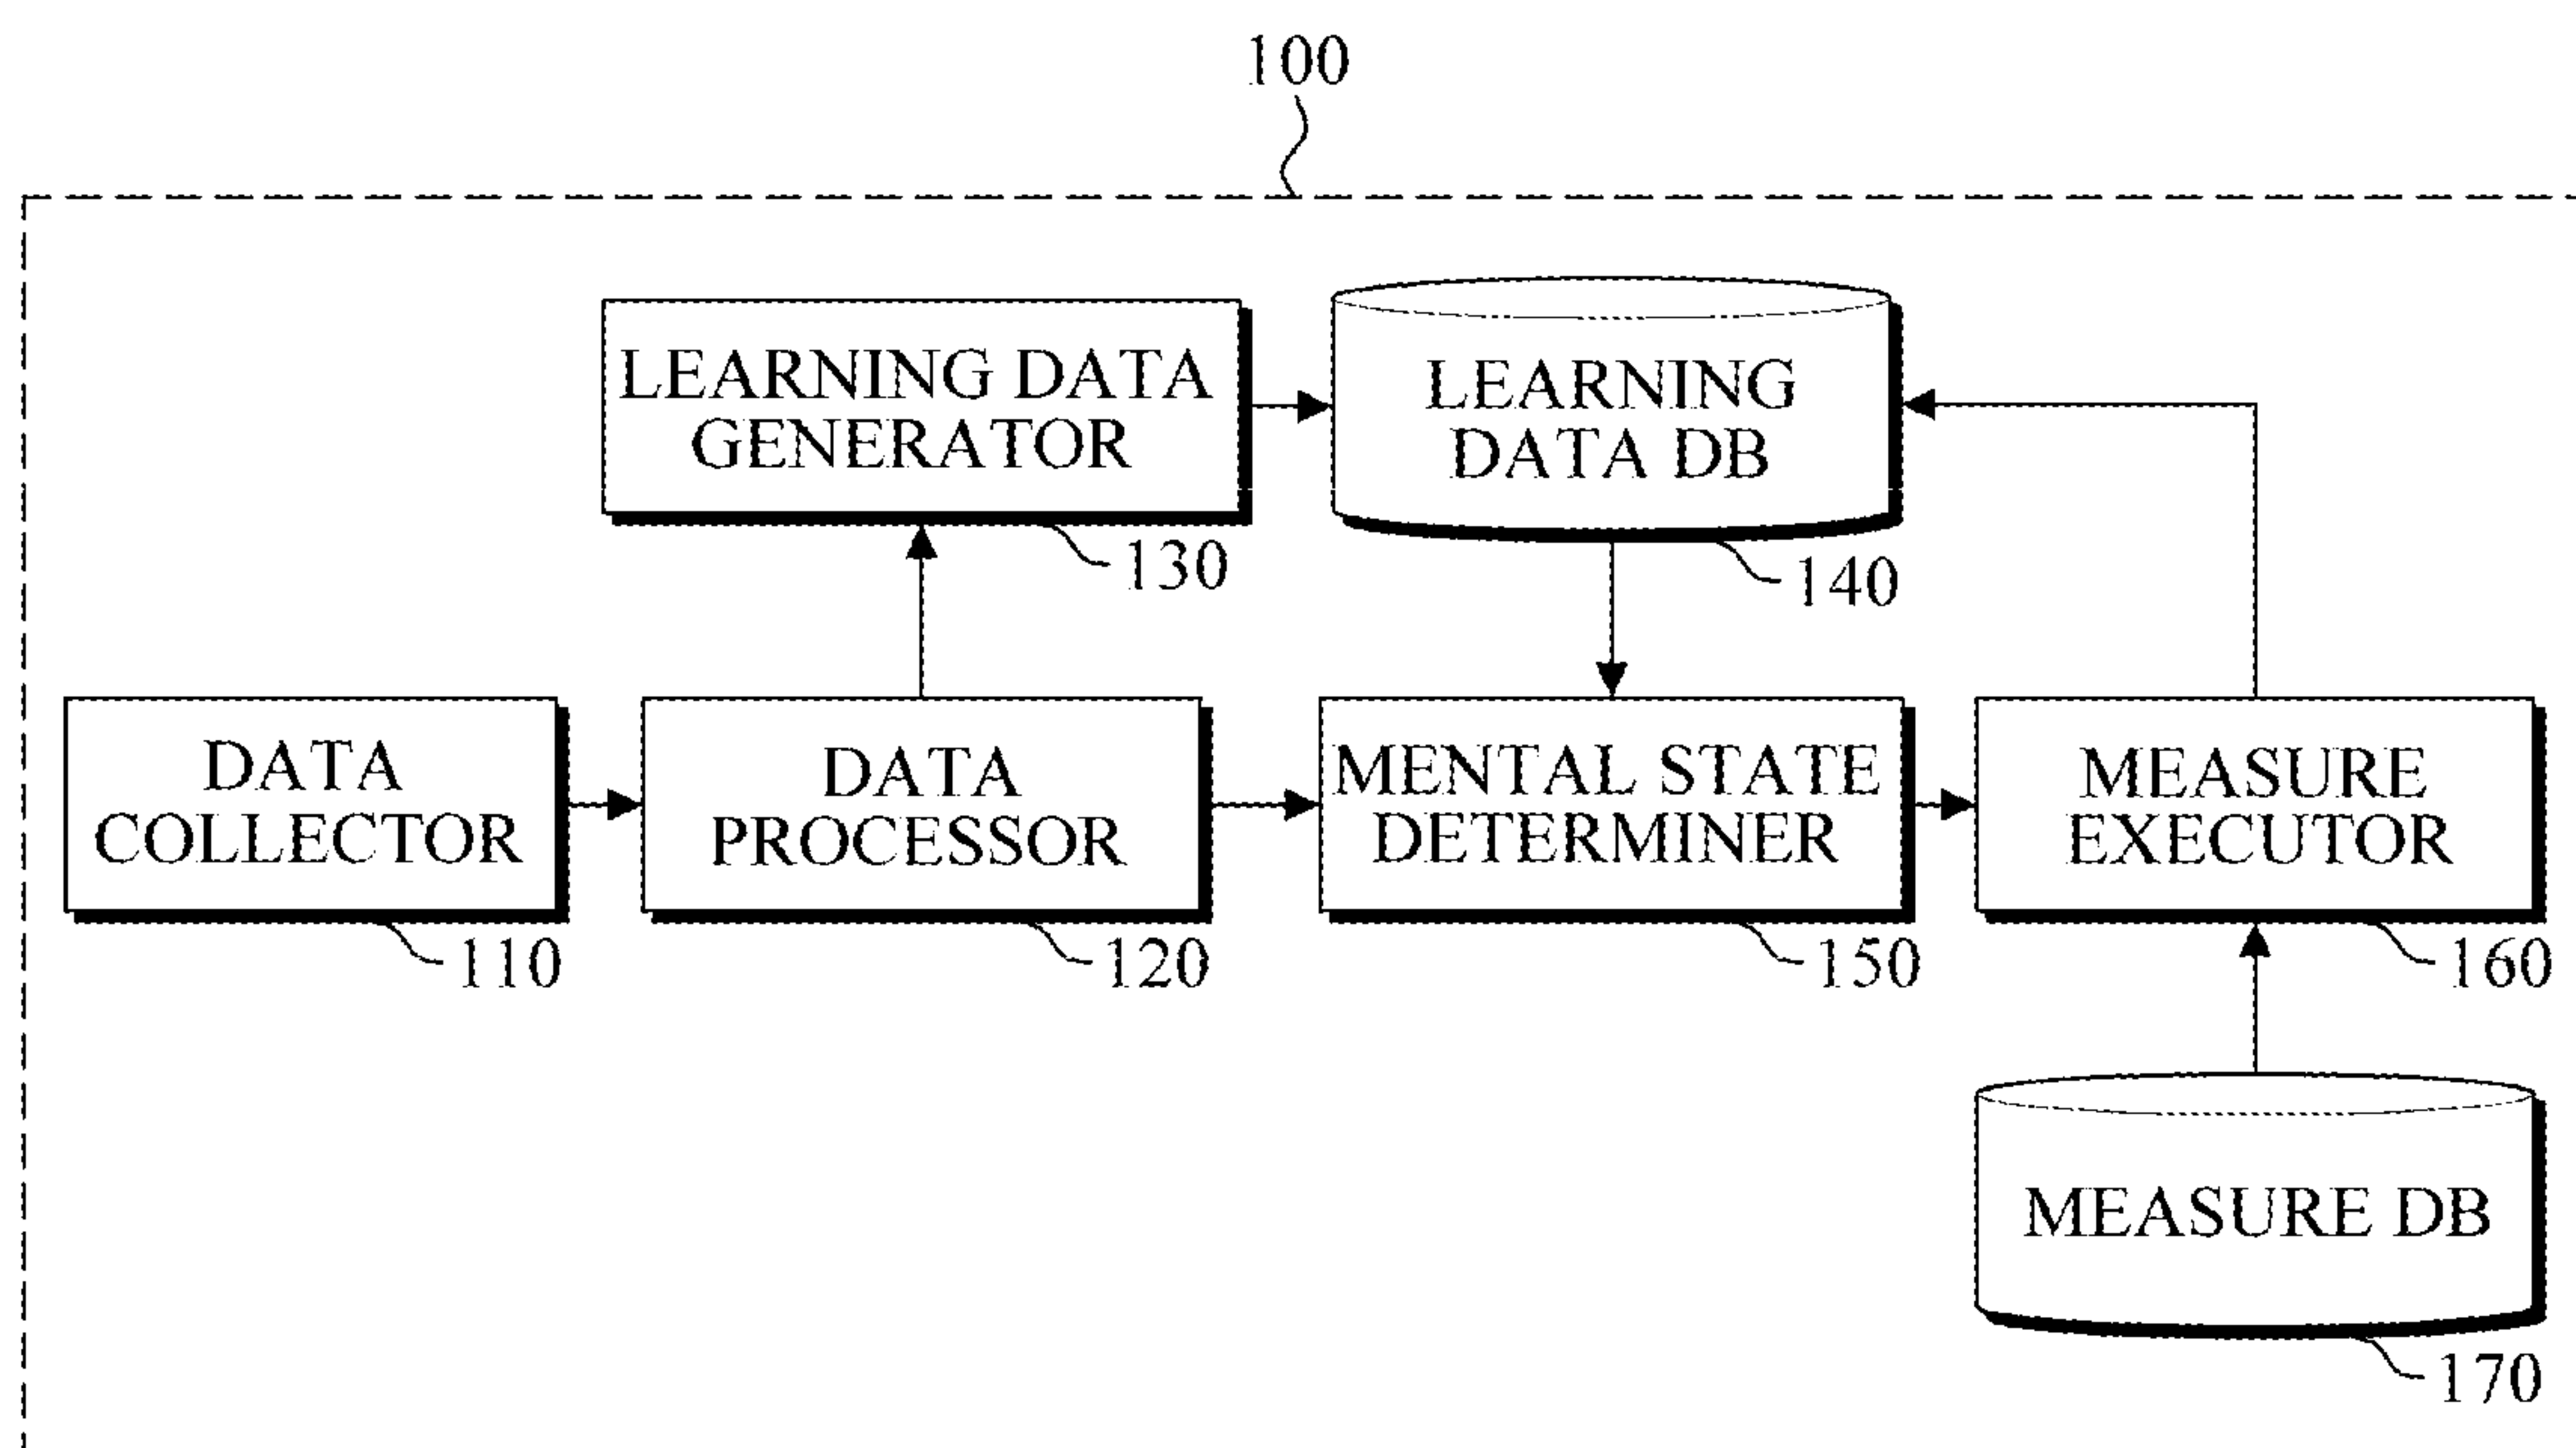 100
LEARNING DATA
GENERATOR
130
LEARNING
DATA DB
140
DATA
COLLECTOR
110
DATA
PROCESSOR
120
MENTAL STATE
DETERMINER
150
MEASURE
EXECUTOR
160
MEASURE DB
170